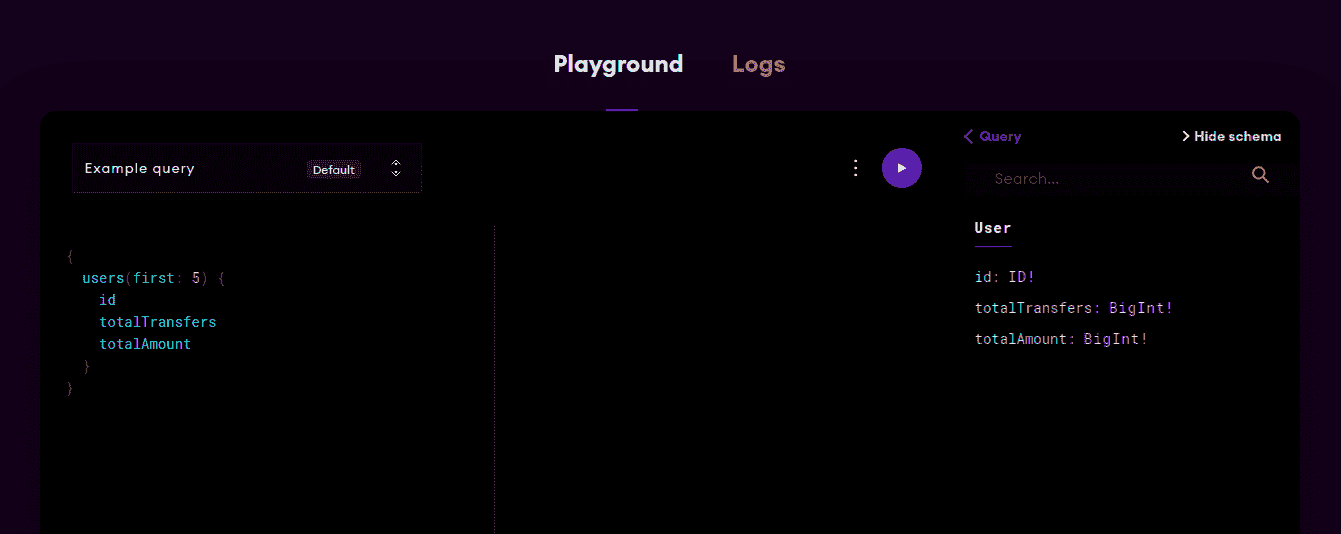 Playground Logs
Example query Default
{
  users(first: 5) {
    id
    totalTransfers
    totalAmount
  }
}
Query Hide schema
Search...
User
id: ID!
totalTransfers: BigInt!
totalAmount: BigInt!